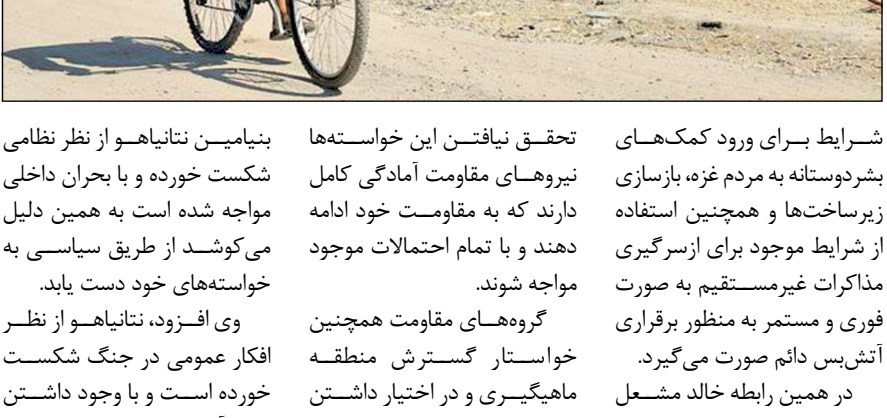 شرایط برای ورود کمک‌های
بشردوستانه به مردم غزه، بازسازی
زیرساخت‌ها و همچنین استفاده
از شرایط موجود برای ازسرگیری
مذاکرات غیرمستقیم به صورت
فوری و مستمر به منظور برقراری
آتش‌بس دائم صورت می‌گیرد.
در همین رابطه خالد مشعل
تحقق نیافتن این خواسته‌ها
نیروهای مقاومت آمادگی کامل
دارند که به مقاومت خود ادامه
دهند و با تمام احتمالات موجود
مواجه شوند.
گروه‌های مقاومت همچنین
خواستار گسترش منطقه
ماهیگیری و در اختیار داشتن
بنیامین نتانیاهو از نظر نظامی
شکست خورده و با بحران داخلی
مواجه شده است به همین دلیل
می‌کوشد از طریق سیاسی به
خواسته‌های خود دست یابد.
وی افزود، نتانیاهو از نظر
افکار عمومی در جنگ شکست
خورده است و با وجود داشتن